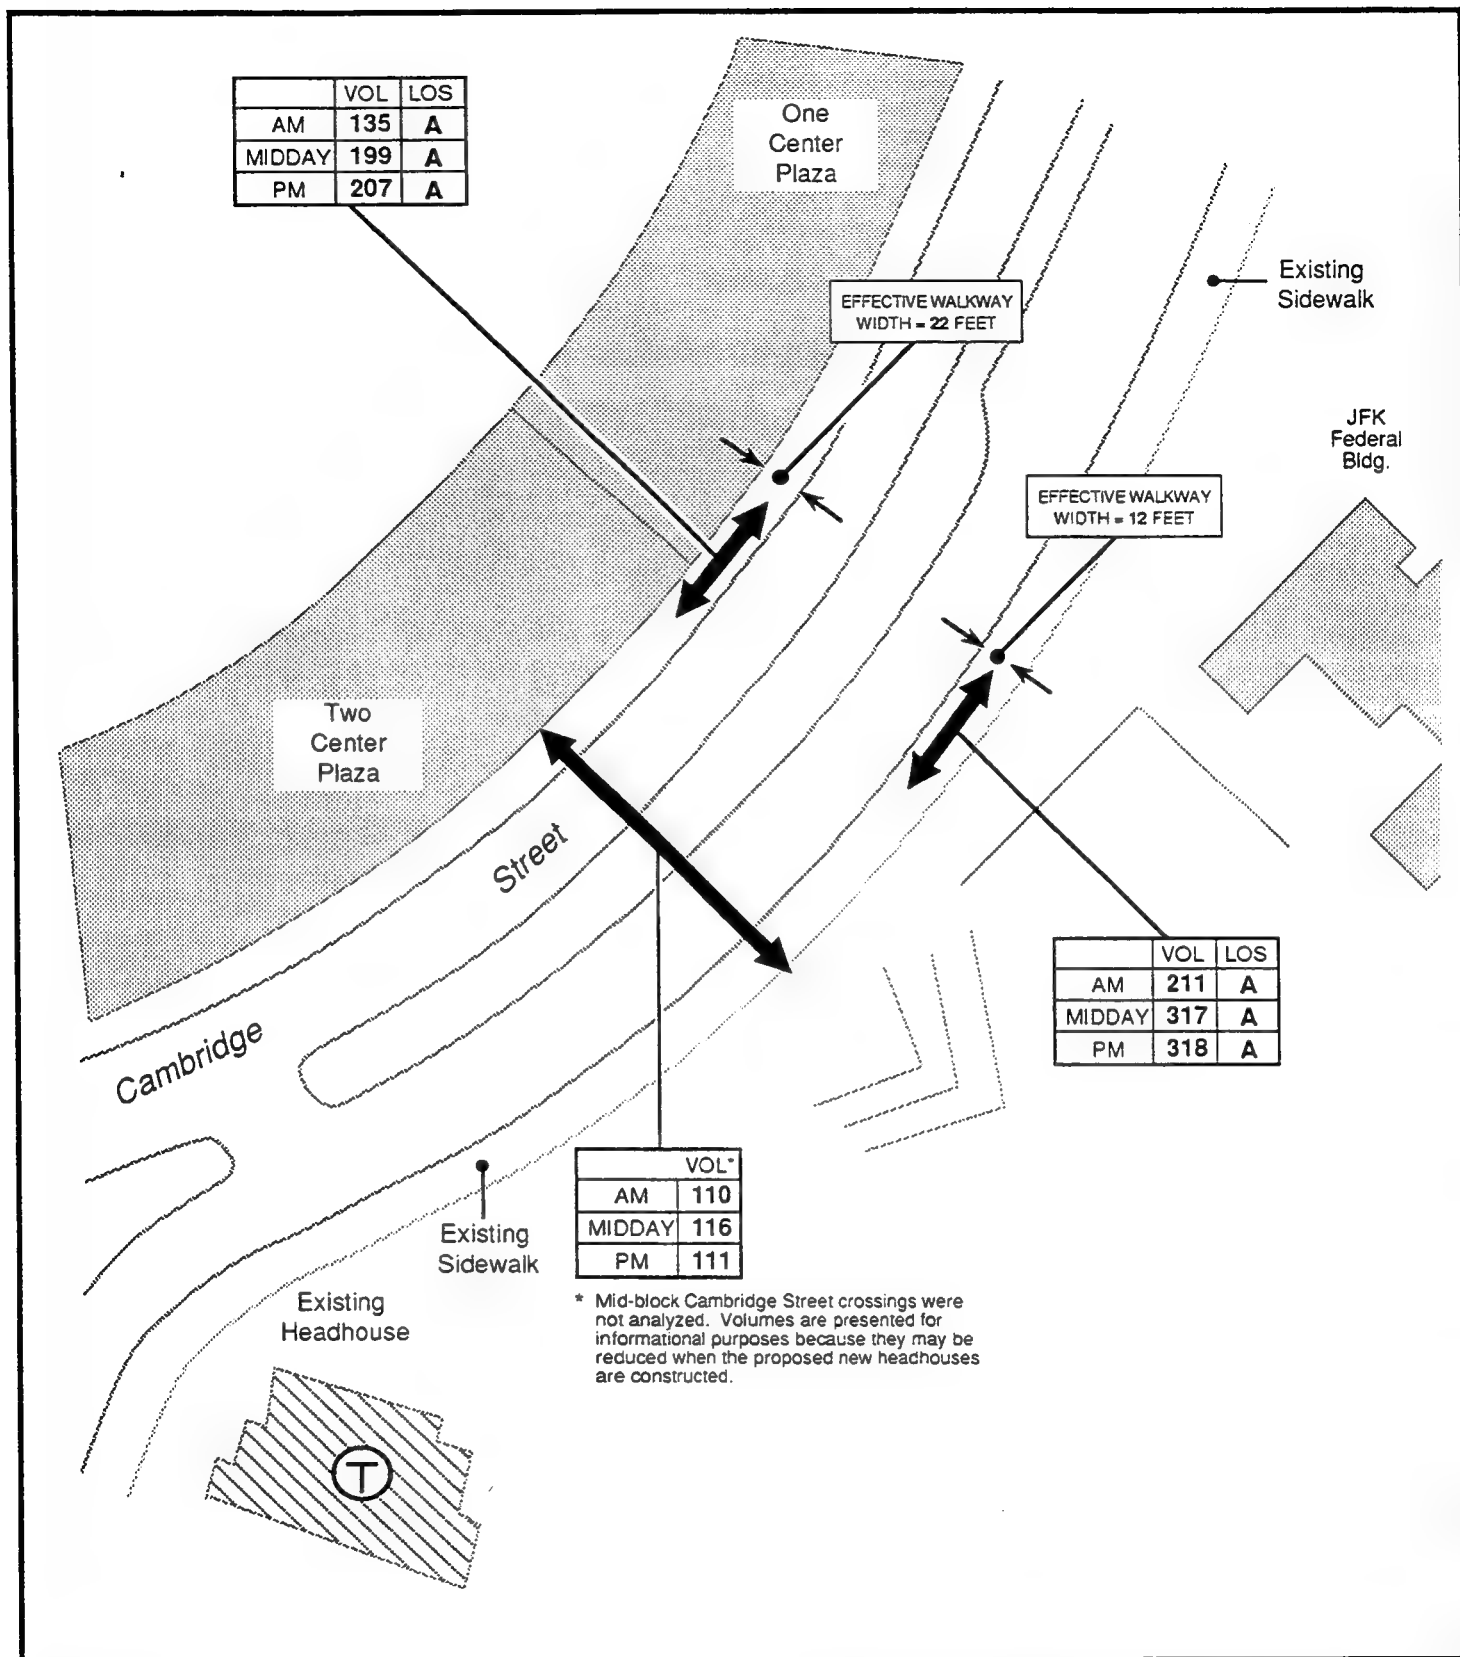 VOL LOS
AM 135 A
MIDDAY 199 A
PM 207 A
One
Center
Plaza
EFFECTIVE WALKWAY
WIDTH = 22 FEET
Existing
Sidewalk
JFK
Federal
Bldg.
EFFECTIVE WALKWAY
WIDTH = 12 FEET
Two
Center
Plaza
Cambridge Street
VOL LOS
AM 211 A
MIDDAY 317 A
PM 318 A
VOL*
AM 110
MIDDAY 116
PM 111
Existing
Sidewalk
* Mid-block Cambridge Street crossings were
not analyzed. Volumes are presented for
informational purposes because they may be
reduced when the proposed new headhouses
are constructed.
Existing
Headhouse
T